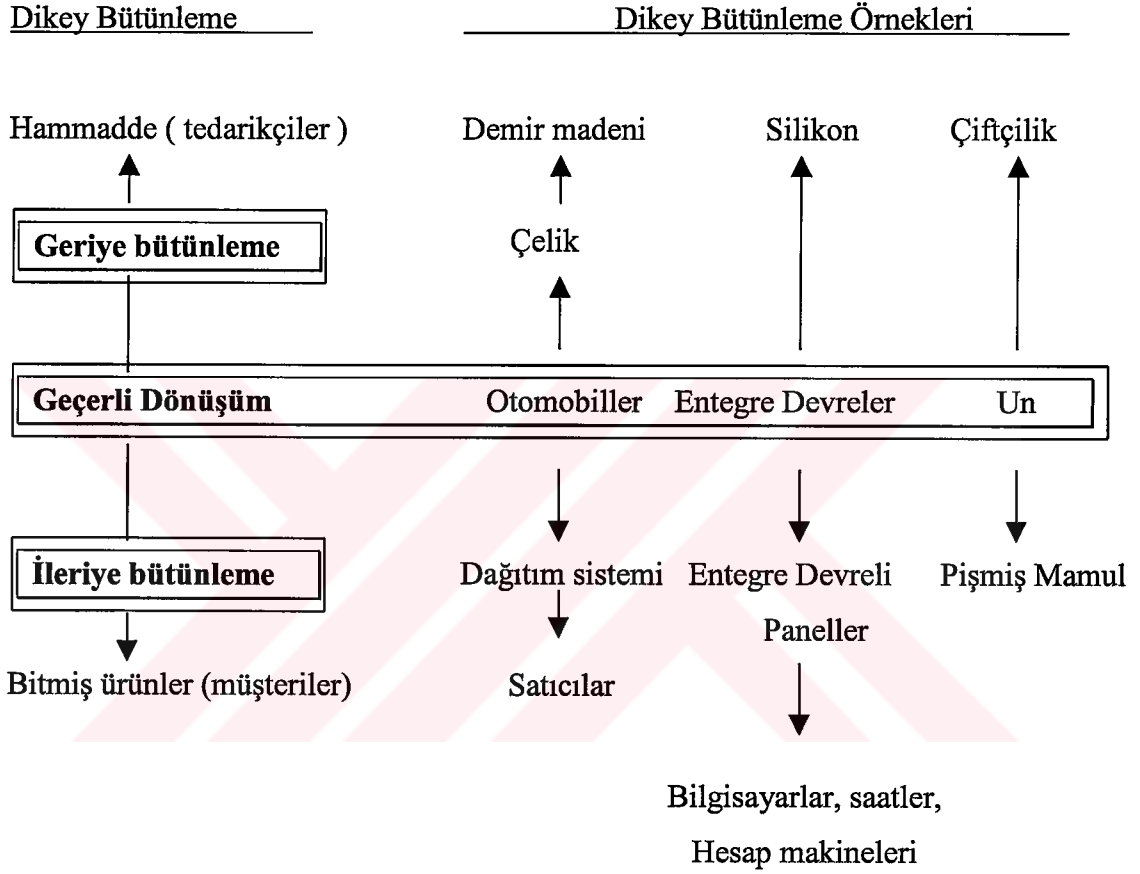 Dikey Bütünleme Dikey Bütünleme Örnekleri
Hammadde ( tedarikçiler ) Demir madeni Silikon Çiftçilik
Geriye bütünleme Çelik
Geçerli Dönüşüm Otomobiller Entegre Devreler Un
İleriye bütünleme Dağıtım sistemi Entegre Devreli Pişmiş Mamul
Paneller
Bitmiş ürünler (müşteriler) Satıcılar
Bilgisayarlar, saatler,
Hesap makineleri